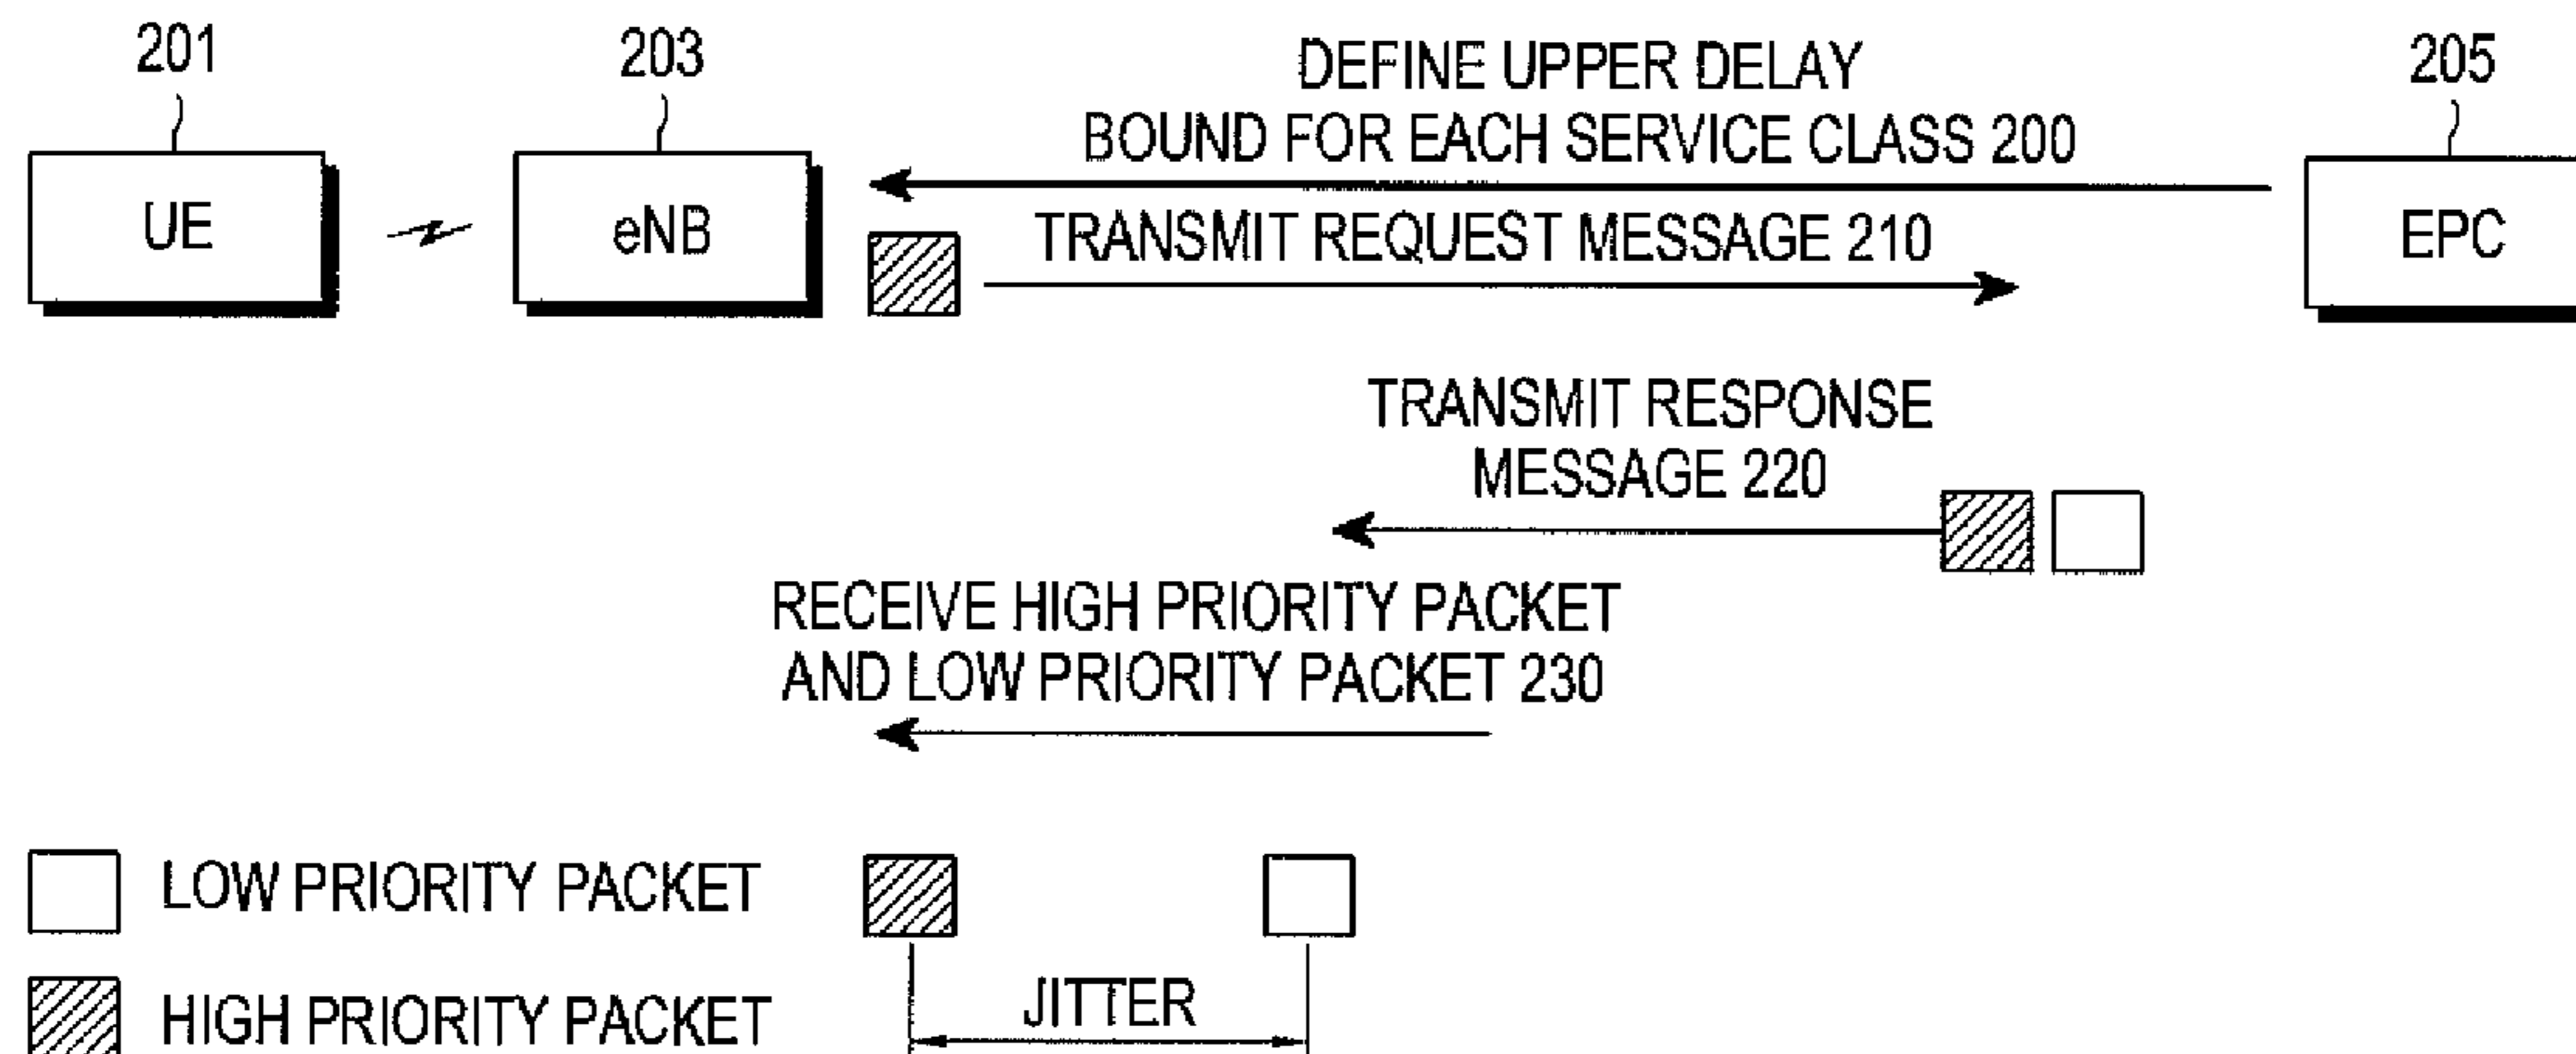 201
203
205
DEFINE UPPER DELAY
BOUND FOR EACH SERVICE CLASS 200
UE
eNB
EPC
TRANSMIT REQUEST MESSAGE 210
TRANSMIT RESPONSE
MESSAGE 220
RECEIVE HIGH PRIORITY PACKET
AND LOW PRIORITY PACKET 230
LOW PRIORITY PACKET
HIGH PRIORITY PACKET
JITTER